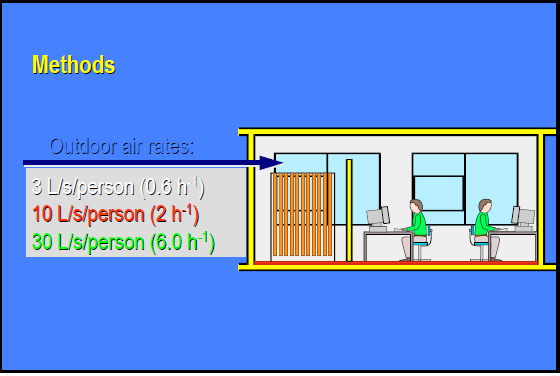 Methods
Outdoor air rates:
3 L/s/person (0.6 h⁻¹)
10 L/s/person (2 h⁻¹)
30 L/s/person (6.0 h⁻¹)